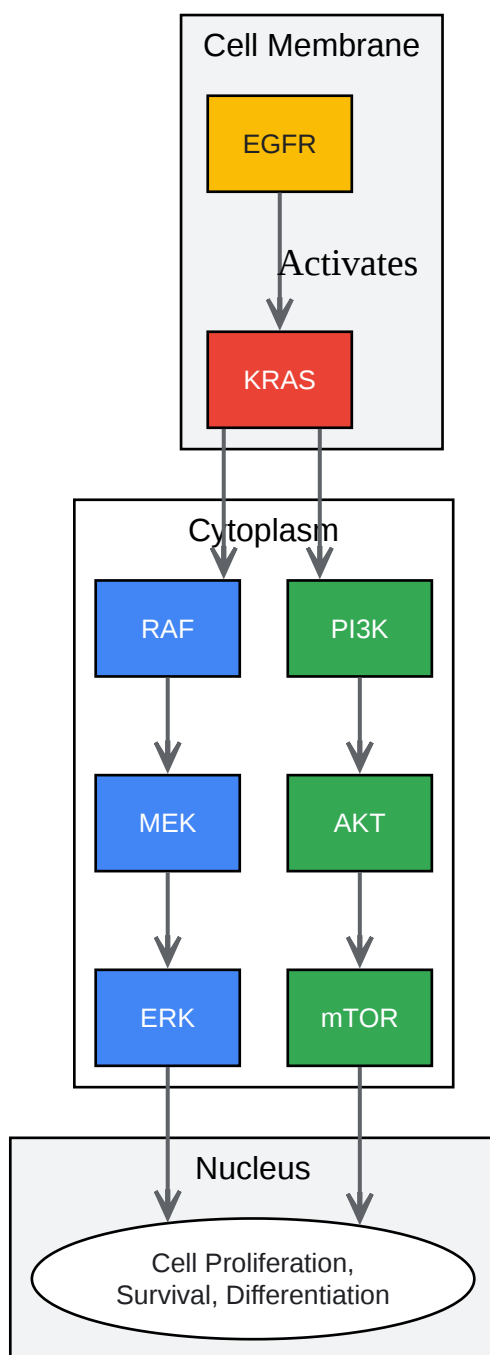 Cell Membrane
EGFR
Activates
KRAS
Cytoplasm
RAF
PI3K
MEK
AKT
ERK
mTOR
Nucleus
Cell Proliferation,
Survival, Differentiation